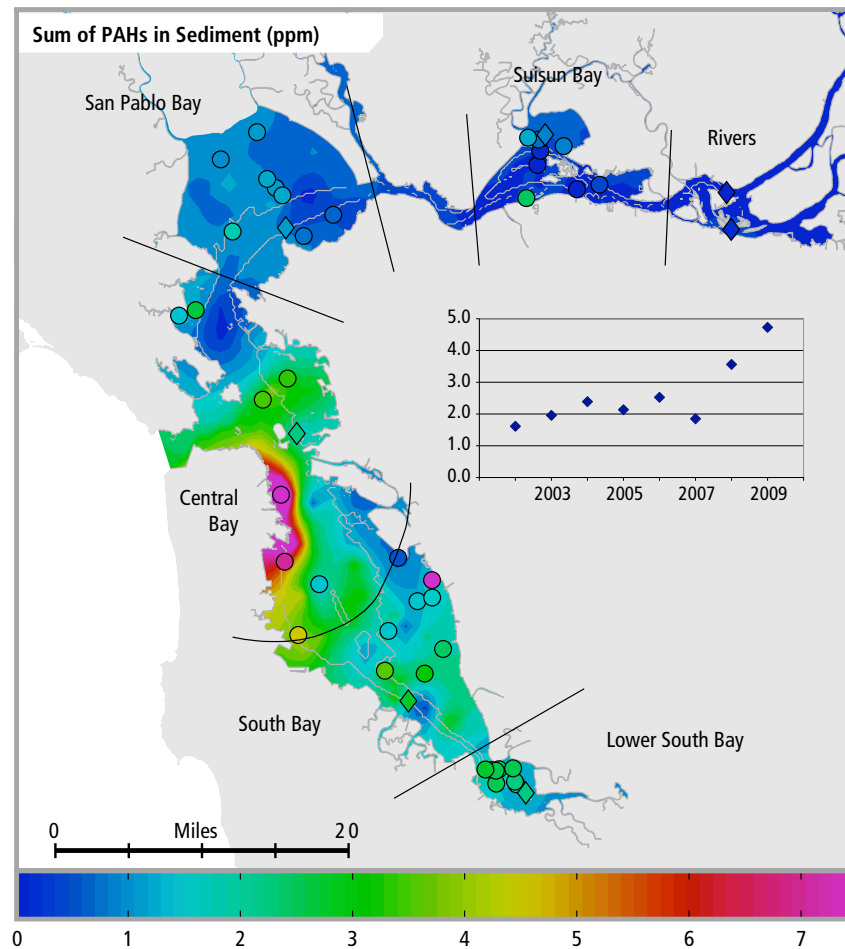 Sum of PAHs in Sediment (ppm)
San Pablo Bay
Suisun Bay
Rivers
5.0
4.0
3.0
2.0
1.0
0.0
2003 2005 2007 2009
Central
Bay
South Bay
Lower South Bay
0 Miles 20
0 1 2 3 4 5 6 7